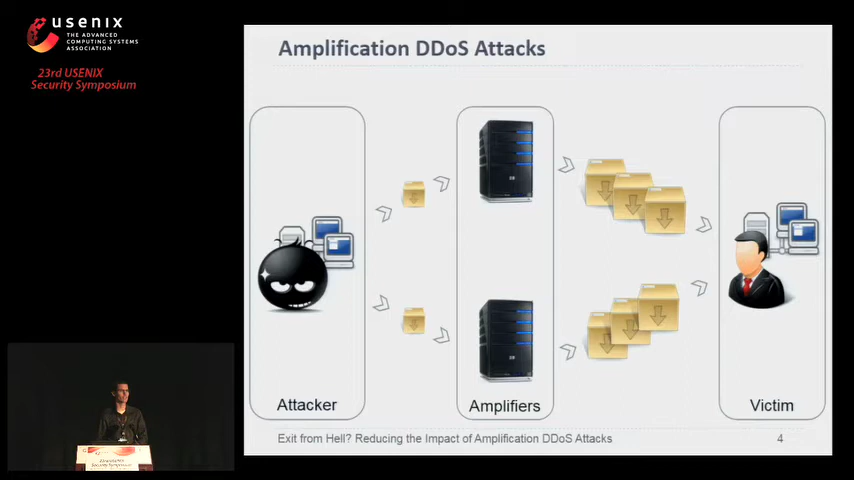 usenix
THE ADVANCED
COMPUTING SYSTEMS
ASSOCIATION
23rd USENIX
Security Symposium
Amplification DDoS Attacks
Attacker
Amplifiers
Victim
Exit from Hell? Reducing the Impact of Amplification DDoS Attacks
4